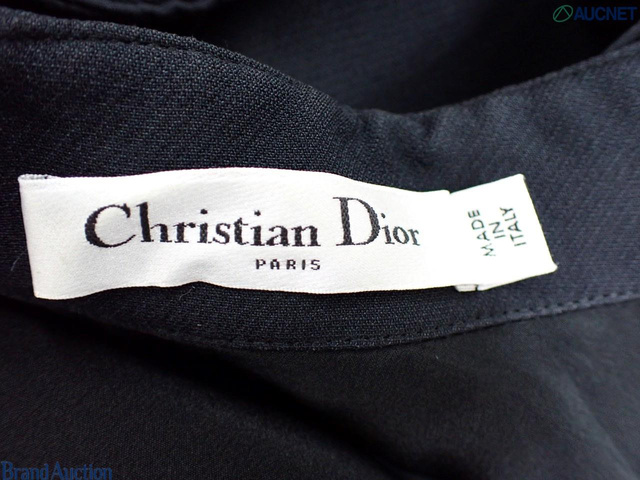 AUCNET
Christian Dior
PARIS
MADE
IN
ITALY
Brand Auction